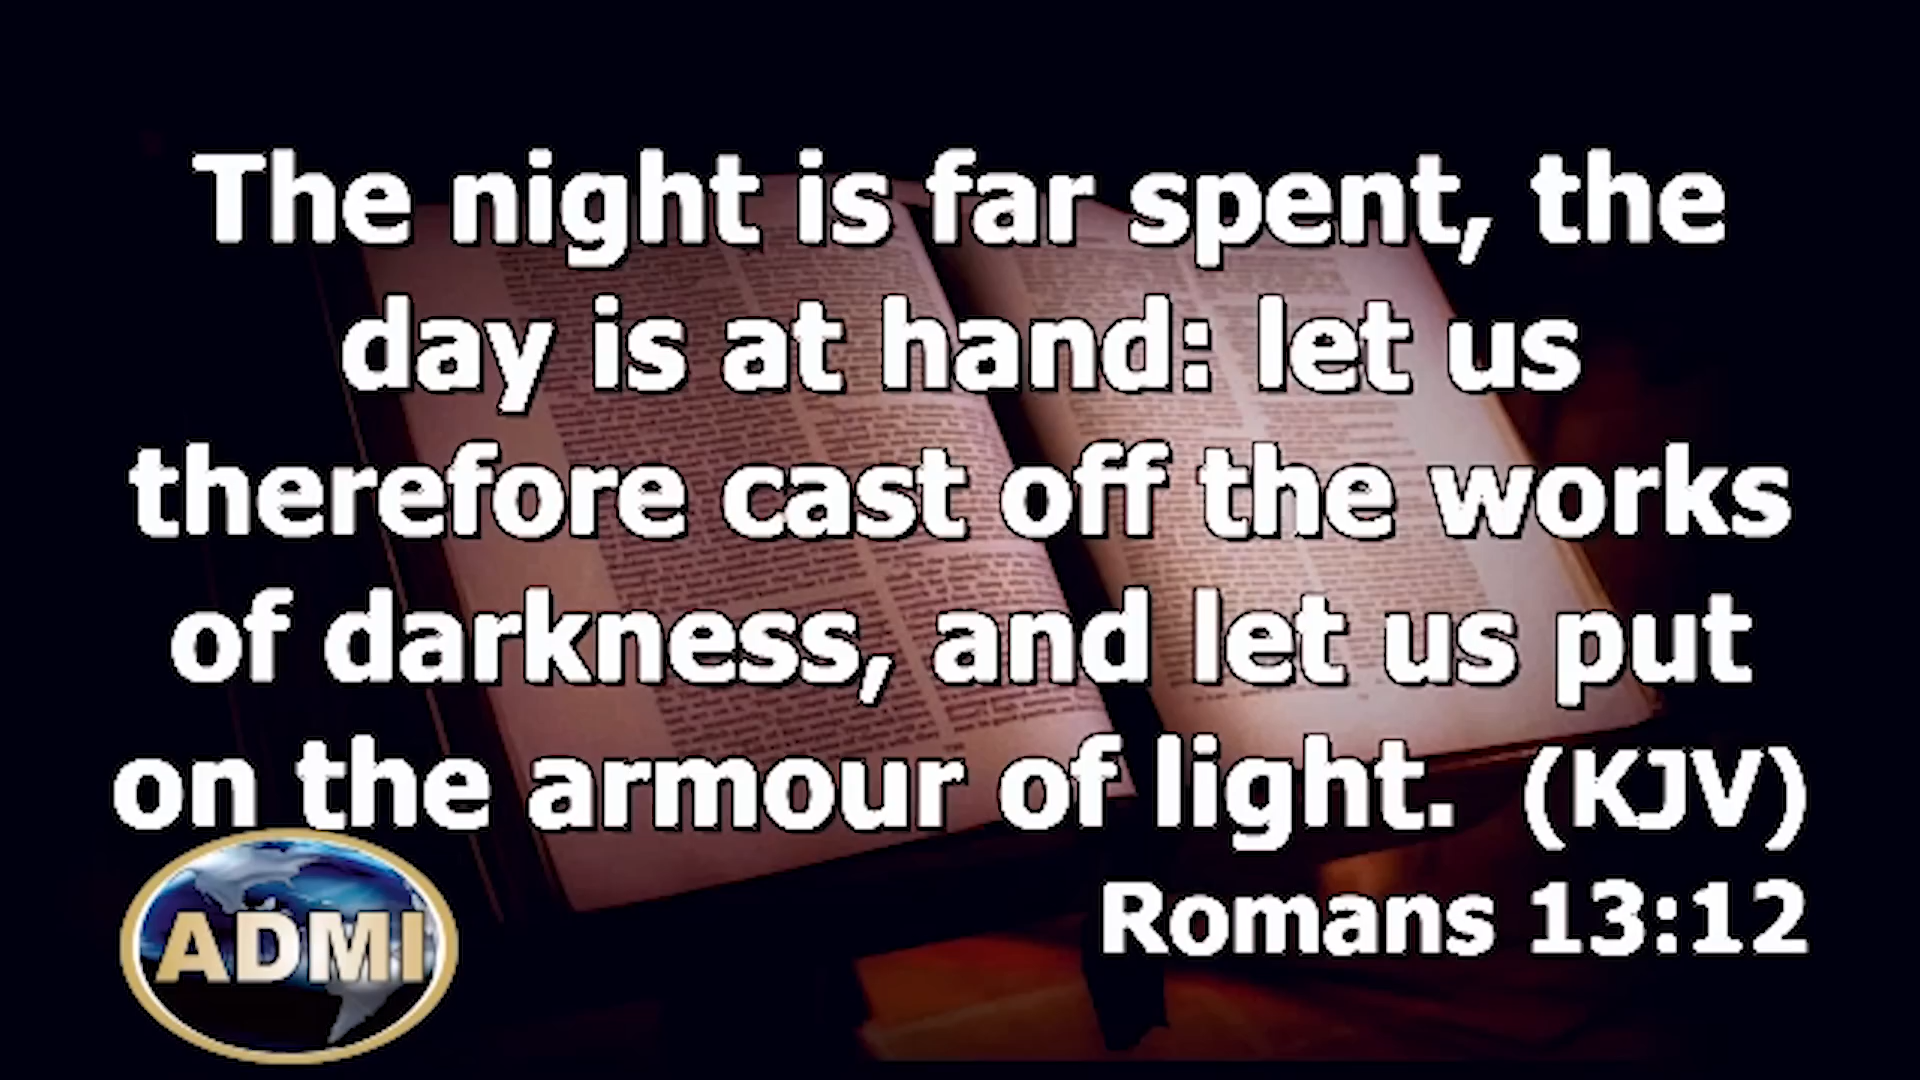 The night is far spent, the
day is at hand: let us
therefore cast off the works
of darkness, and let us put
on the armour of light.  (KJV)
Romans 13:12
ADMI